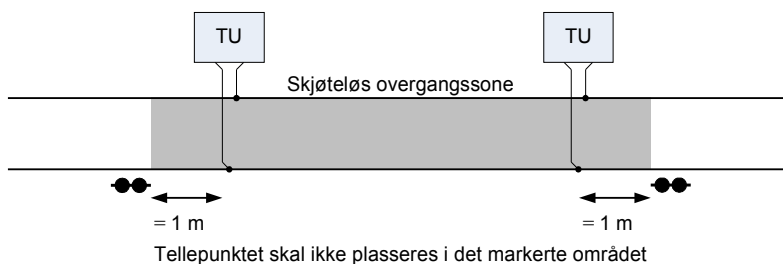 TU
TU
Skjøteløs overgangssone
= 1 m
= 1 m
Tellepunktet skal ikke plasseres i det markerte området